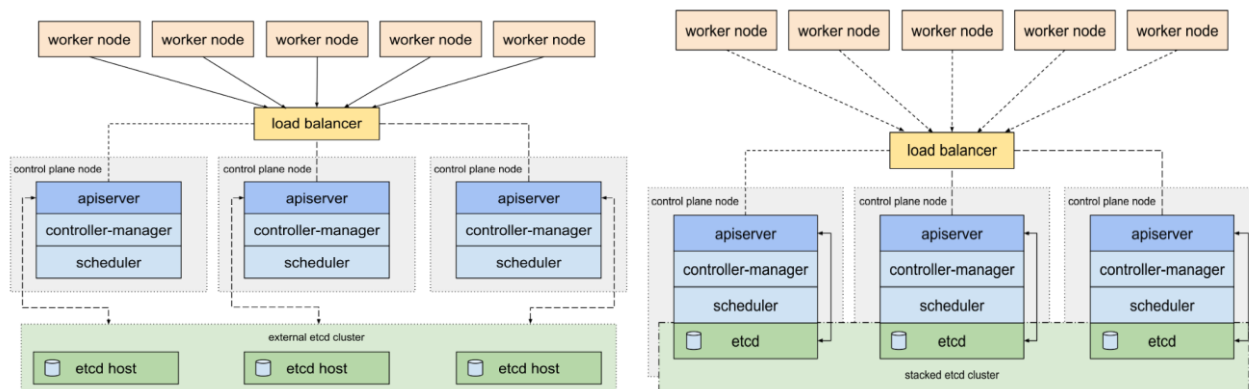 worker node
worker node
worker node
worker node
worker node
load balancer
control plane node
apiserver
controller-manager
scheduler
control plane node
apiserver
controller-manager
scheduler
control plane node
apiserver
controller-manager
scheduler
external etcd cluster
etcd host
etcd host
etcd host
worker node
worker node
worker node
worker node
worker node
load balancer
control plane node
apiserver
controller-manager
scheduler
etcd
control plane node
apiserver
controller-manager
scheduler
etcd
control plane node
apiserver
controller-manager
scheduler
etcd
stacked etcd cluster